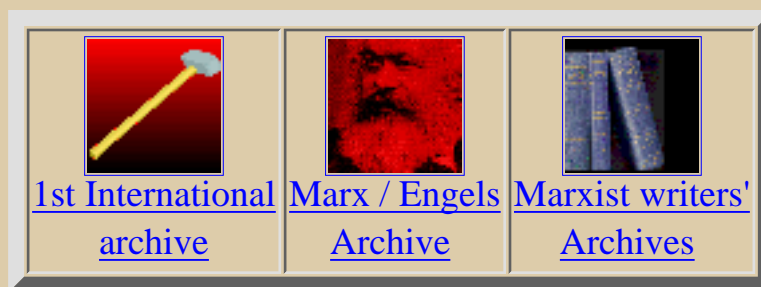 1st International
archive
Marx / Engels
Archive
Marxist writers'
Archives